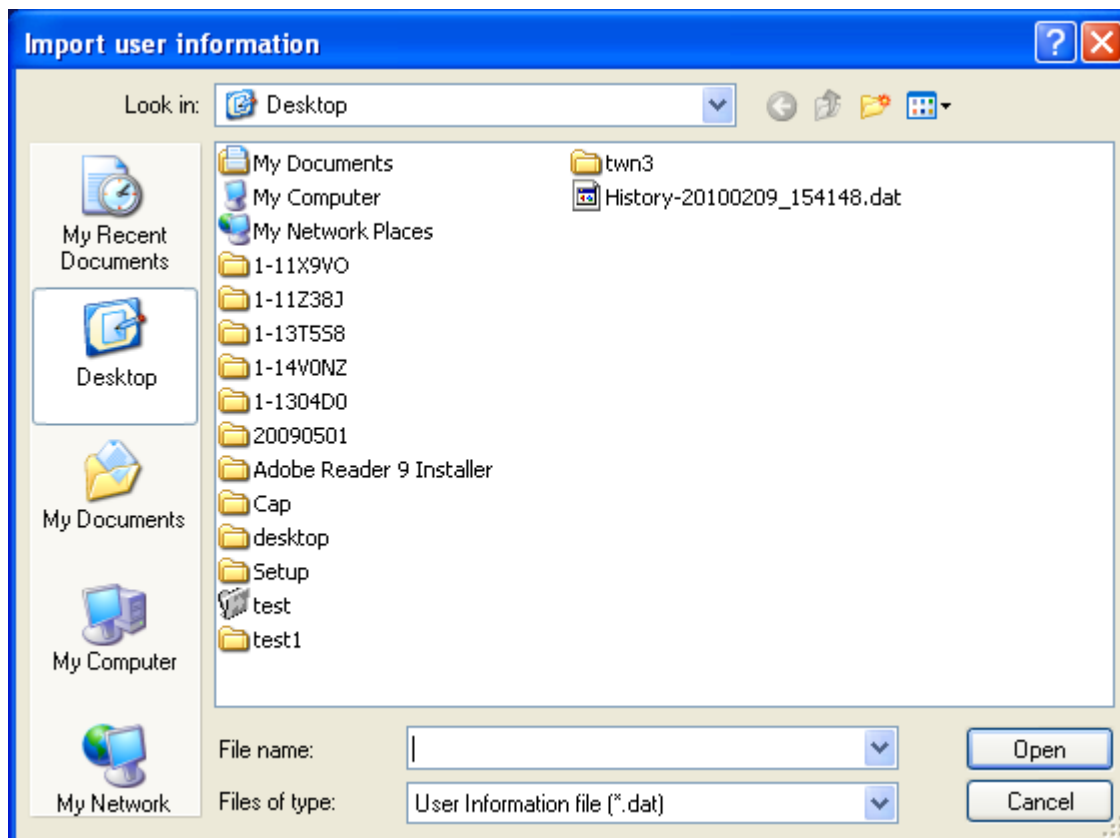 Import user information
Look in:
Desktop
My Recent
Documents
Desktop
My Documents
My Computer
My Network
My Documents
My Computer
My Network Places
1-11X9VO
1-11Z38J
1-13T5S8
1-14V0NZ
1-1304D0
20090501
Adobe Reader 9 Installer
Cap
desktop
Setup
test
test1
twn3
History-20100209_154148.dat
File name:
Open
Files of type:
User Information file (*.dat)
Cancel